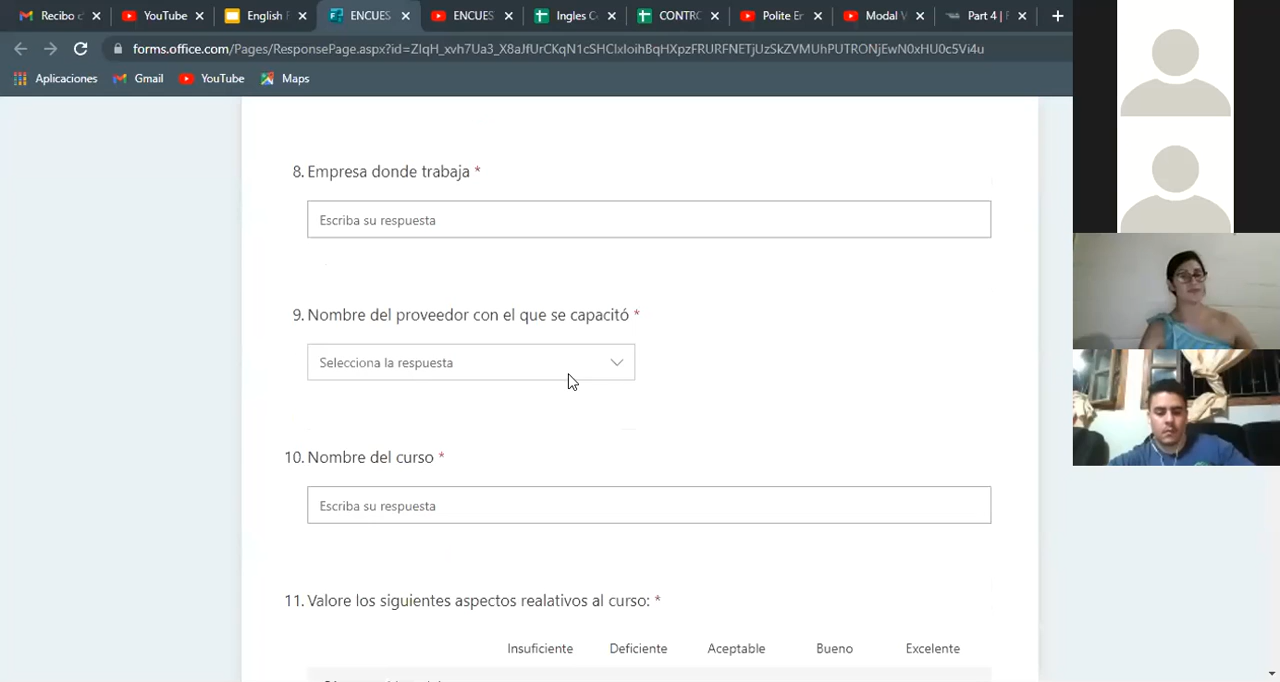 Recibo c
YouTube
English F
ENCUES
ENCUES
Ingles C
CONTRO
Polite Er
Modal V
Part 4 | F
forms.office.com/Pages/ResponsePage.aspx?id=ZIqH_xvh7Ua3_X8aJfUrCKqN1cSHCIxIoihBqHXpzFRURFNETjUzSkZVMUhPUTRONjEwN0xHU0c5Vi4u
Aplicaciones
Gmail
YouTube
Maps
8. Empresa donde trabaja *
Escriba su respuesta
9. Nombre del proveedor con el que se capacitó *
Selecciona la respuesta
10. Nombre del curso *
Escriba su respuesta
11. Valore los siguientes aspectos realativos al curso: *
Insuficiente Deficiente Aceptable Bueno Excelente